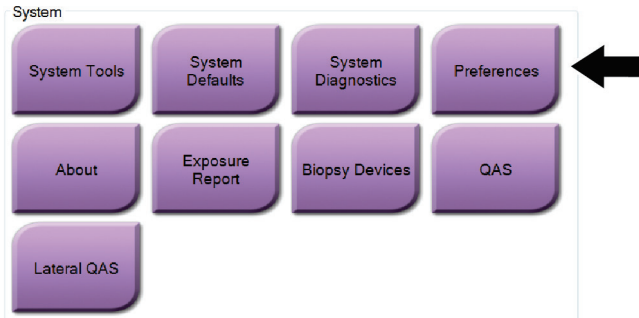 System
System Tools
System
Defaults
System
Diagnostics
Preferences
About
Exposure
Report
Biopsy Devices
QAS
Lateral QAS